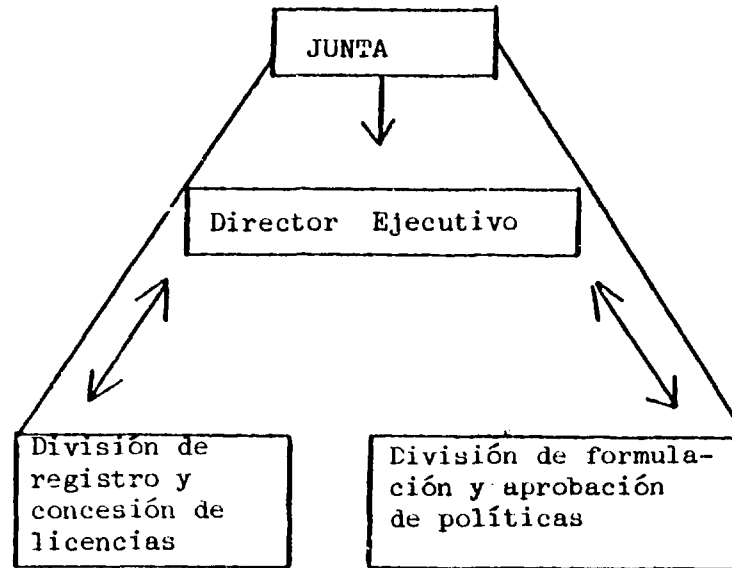 JUNTA
Director Ejecutivo
División de
registro y
concesión de
licencias
División de formula-
ción y aprobación
de políticas